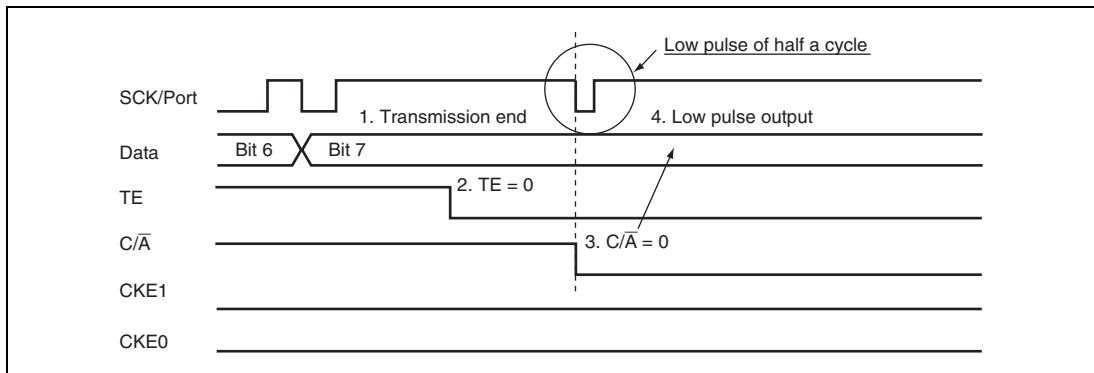 Low pulse of half a cycle
SCK/Port
1. Transmission end
4. Low pulse output
Data
Bit 6
Bit 7
TE
2. TE = 0
C/A̅
3. C/A̅ = 0
CKE1
CKE0